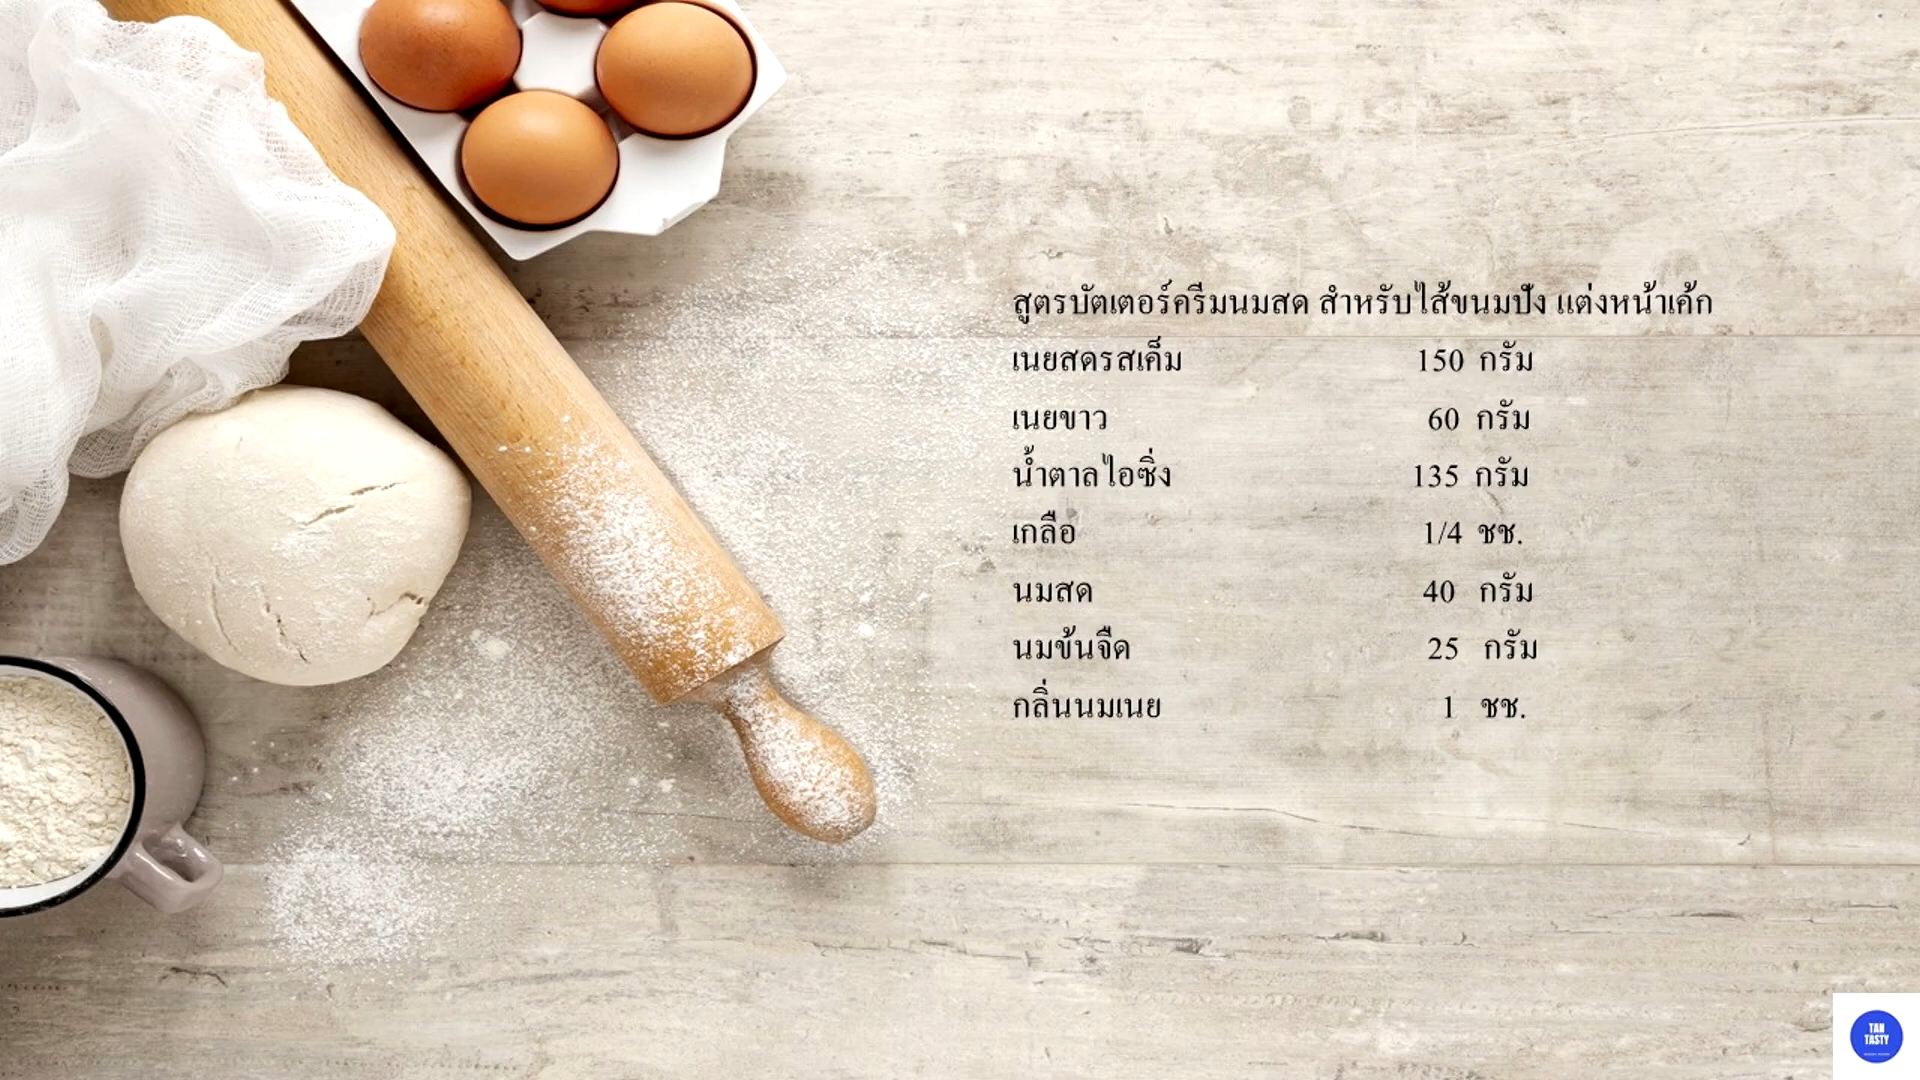 สูตรบัตเตอร์ครีมนมสด สำหรับไส้ขนมปัง แต่งหน้าเค้ก
เนยสดรสเค็ม 150 กรัม
เนยขาว 60 กรัม
น้ำตาลไอซิ่ง 135 กรัม
เกลือ 1/4 ชช.
นมสด 40 กรัม
นมข้นจืด 25 กรัม
กลิ่นนมเนย 1 ชช.
TAN
TASTY